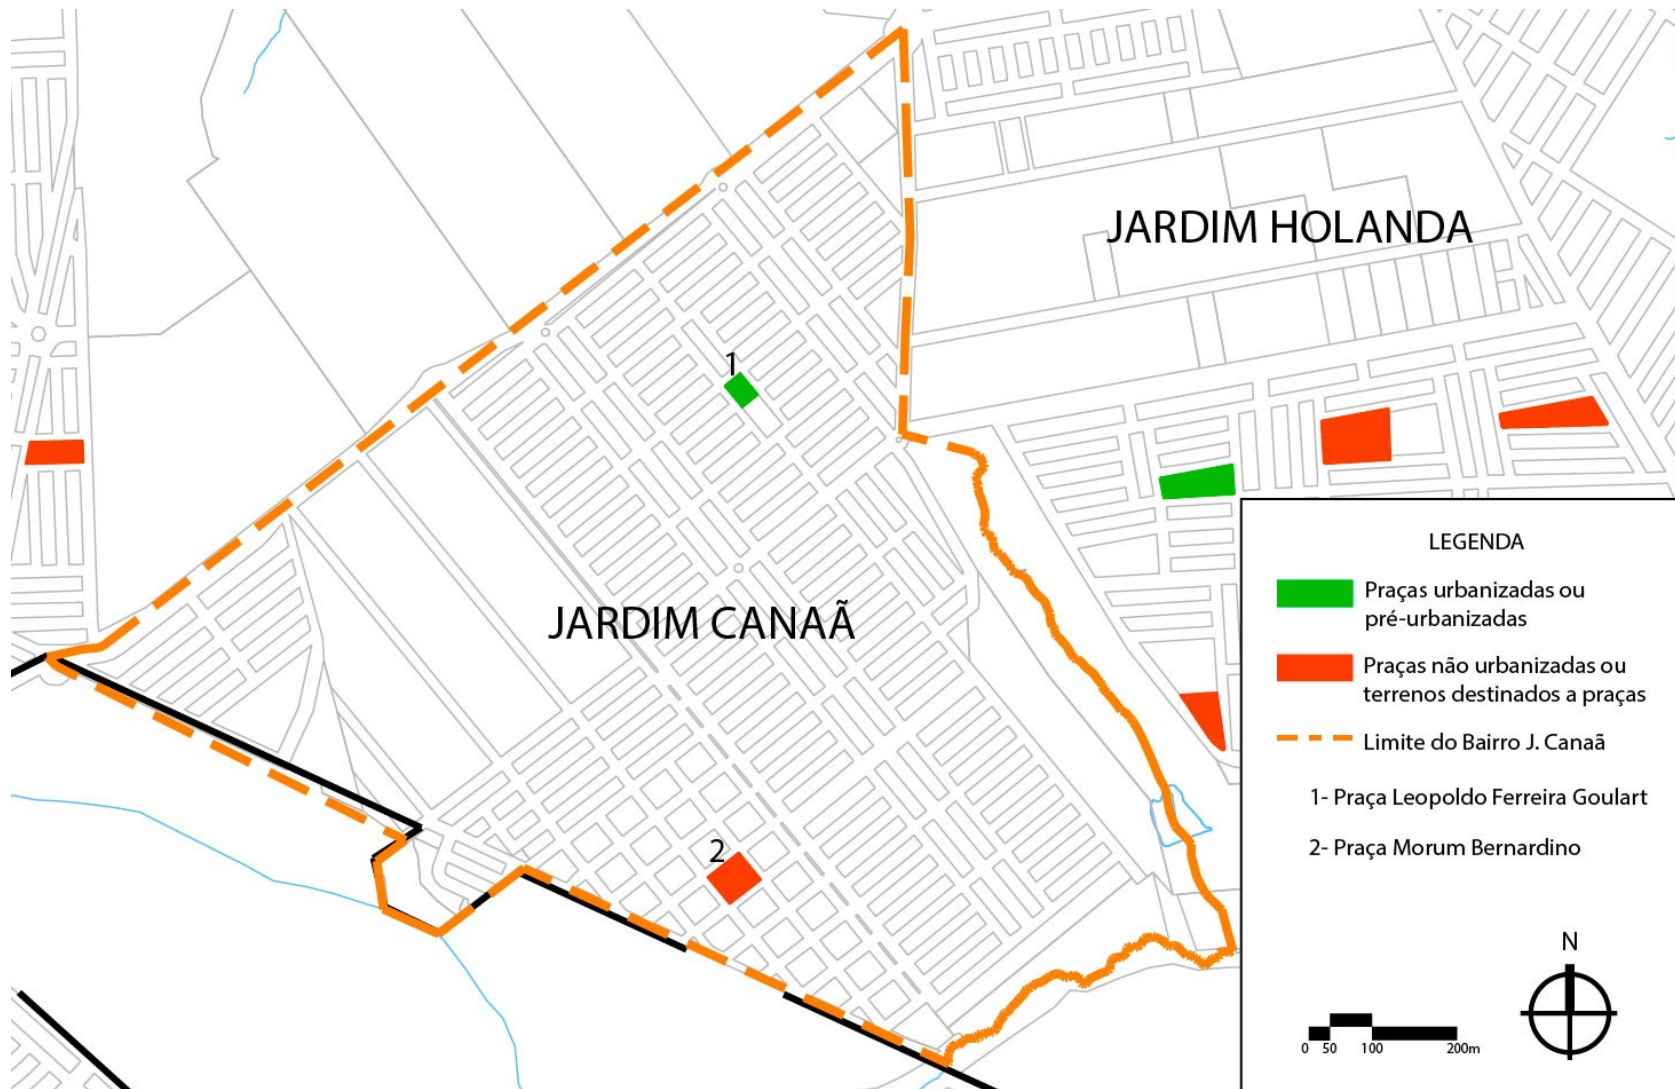 JARDIM HOLANDA
1
JARDIM CANAÃ
2
LEGENDA
Praças urbanizadas ou
pré-urbanizadas
Praças não urbanizadas ou
terrenos destinados a praças
Limite do Bairro J. Canaã
1- Praça Leopoldo Ferreira Goulart
2- Praça Morum Bernardino
N
0 50 100 200m